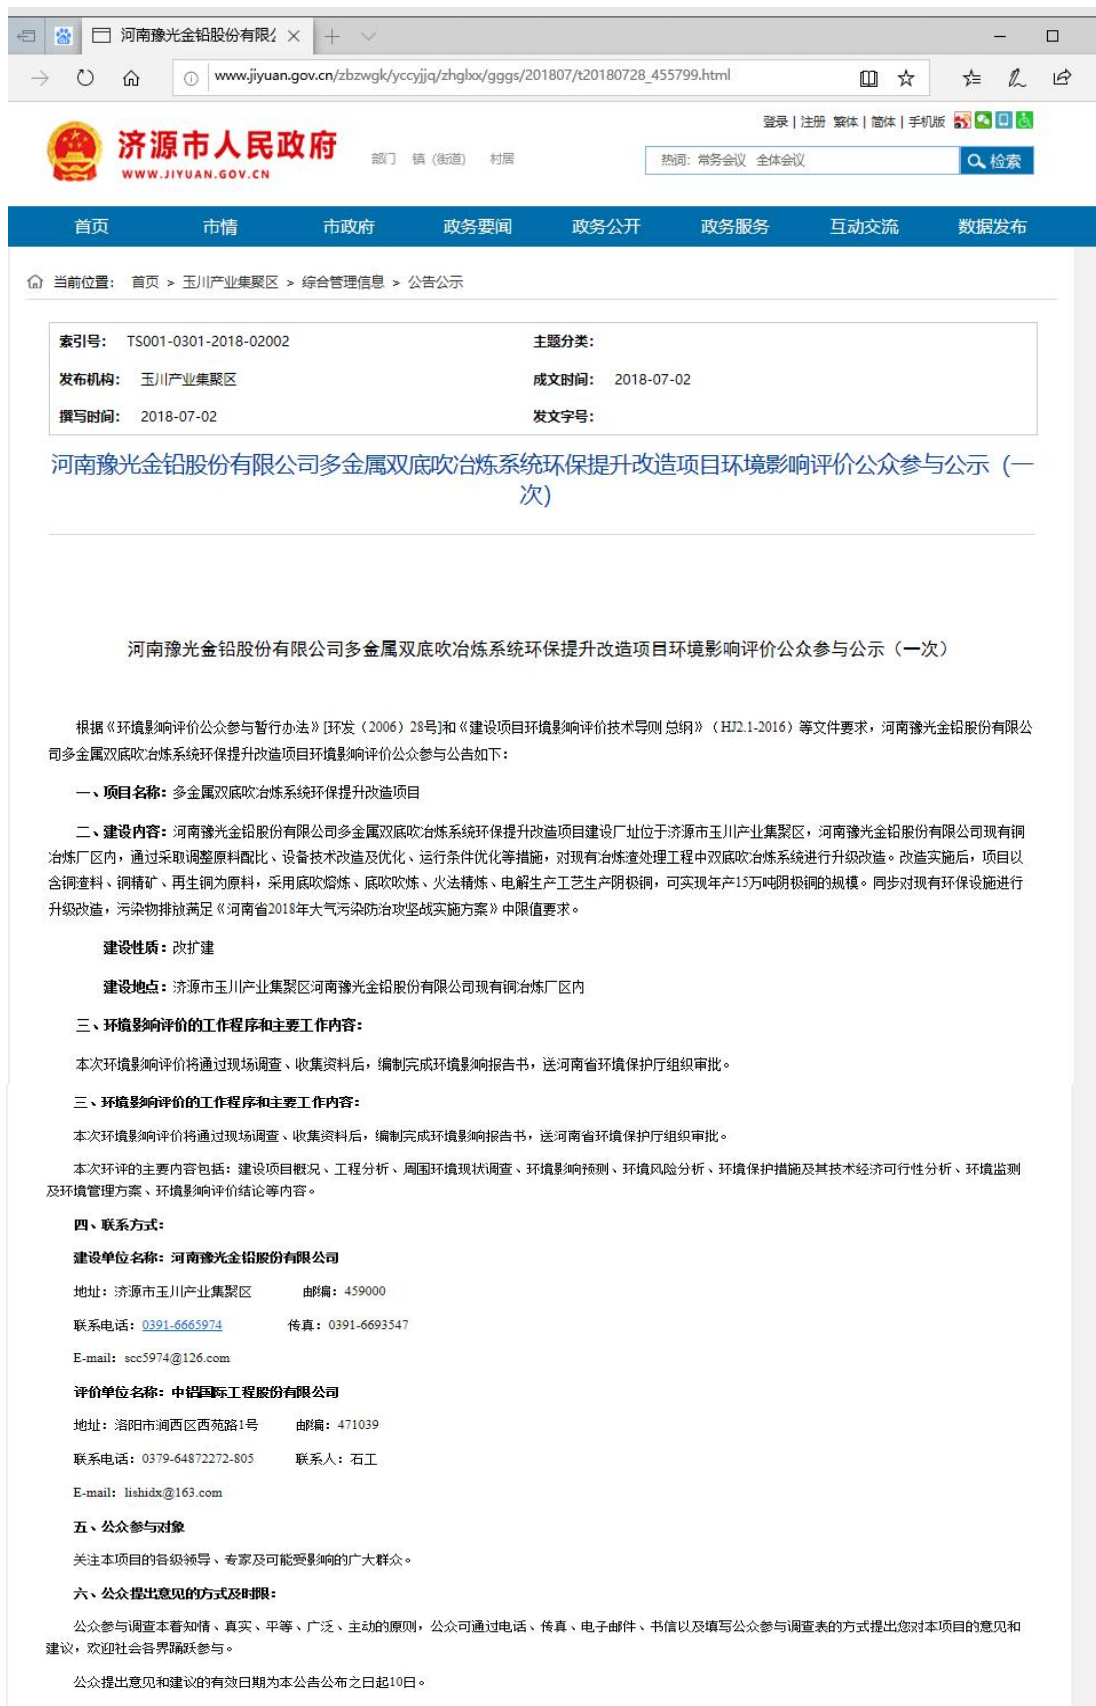 河南豫光金铅股份有限公
www.jiyuan.gov.cn/zbzwgk/yccyjjq/zhglxx/gggs/201807/t20180728_455799.html
登录 | 注册 繁体 | 简体 | 手机版
济源市人民政府
WWW.JIYUAN.GOV.CN
部门 镇 (街道) 村居
热词: 常务会议 全体会议
检索
首页 市情 市政府 政务要闻 政务公开 政务服务 互动交流 数据发布
当前位置: 首页 > 玉川产业集聚区 > 综合管理信息 > 公告公示
索引号: TS001-0301-2018-02002 主题分类:
发布机构: 玉川产业集聚区 成文时间: 2018-07-02
撰写时间: 2018-07-02 发文字号:
河南豫光金铅股份有限公司多金属双底吹冶炼系统环保提升改造项目环境影响评价公众参与公示 (一
次)
河南豫光金铅股份有限公司多金属双底吹冶炼系统环保提升改造项目环境影响评价公众参与公示（一次）
根据《环境影响评价公众参与暂行办法》[环发（2006）28号]和《建设项目环境影响评价技术导则 总纲》（HJ2.1-2016）等文件要求，河南豫光金铅股份有限公
司多金属双底吹冶炼系统环保提升改造项目环境影响评价公众参与公告如下：
一、项目名称：多金属双底吹冶炼系统环保提升改造项目
二、建设内容：河南豫光金铅股份有限公司多金属双底吹冶炼系统环保提升改造项目建设厂址位于济源市玉川产业集聚区，河南豫光金铅股份有限公司现有铜
冶炼厂区内，通过采取调整原料配比、设备技术改造及优化、运行条件优化等措施，对现有冶炼渣处理工程中双底吹冶炼系统进行升级改造。改造实施后，项目以
含铜渣料、铜精矿、再生铜为原料，采用底吹熔炼、底吹吹炼、火法精炼、电解生产工艺生产阴极铜，可实现年产15万吨阴极铜的规模。同步对现有环保设施进行
升级改造，污染物排放满足《河南省2018年大气污染防治攻坚战实施方案》中限值要求。
建设性质：改扩建
建设地点：济源市玉川产业集聚区河南豫光金铅股份有限公司现有铜冶炼厂区内
三、环境影响评价的工作程序和主要工作内容：
本次环境影响评价将通过现场调查、收集资料后，编制完成环境影响报告书，送河南省环境保护厅组织审批。
三、环境影响评价的工作程序和主要工作内容：
本次环境影响评价将通过现场调查、收集资料后，编制完成环境影响报告书，送河南省环境保护厅组织审批。
本次环评的主要内容包括：建设项目概况、工程分析、周围环境现状调查、环境影响预测、环境风险分析、环境保护措施及其技术经济可行性分析、环境监测
及环境管理方案、环境影响评价结论等内容。
四、联系方式：
建设单位名称：河南豫光金铅股份有限公司
地址：济源市玉川产业集聚区 邮编：459000
联系电话：0391-6665974 传真：0391-6693547
E-mail：scc5974@126.com
评价单位名称：中铝国际工程股份有限公司
地址：洛阳市涧西区西苑路1号 邮编：471039
联系电话：0379-64872272-805 联系人：石工
E-mail：lishidx@163.com
五、公众参与对象
关注本项目的各级领导、专家及可能受影响的广大群众。
六、公众提出意见的方式及时限：
公众参与调查本着知情、真实、平等、广泛、主动的原则，公众可通过电话、传真、电子邮件、书信以及填写公众参与调查表的方式提出您对本项目的意见和
建议，欢迎社会各界踊跃参与。
公众提出意见和建议的有效日期为本公告公布之日起10日。